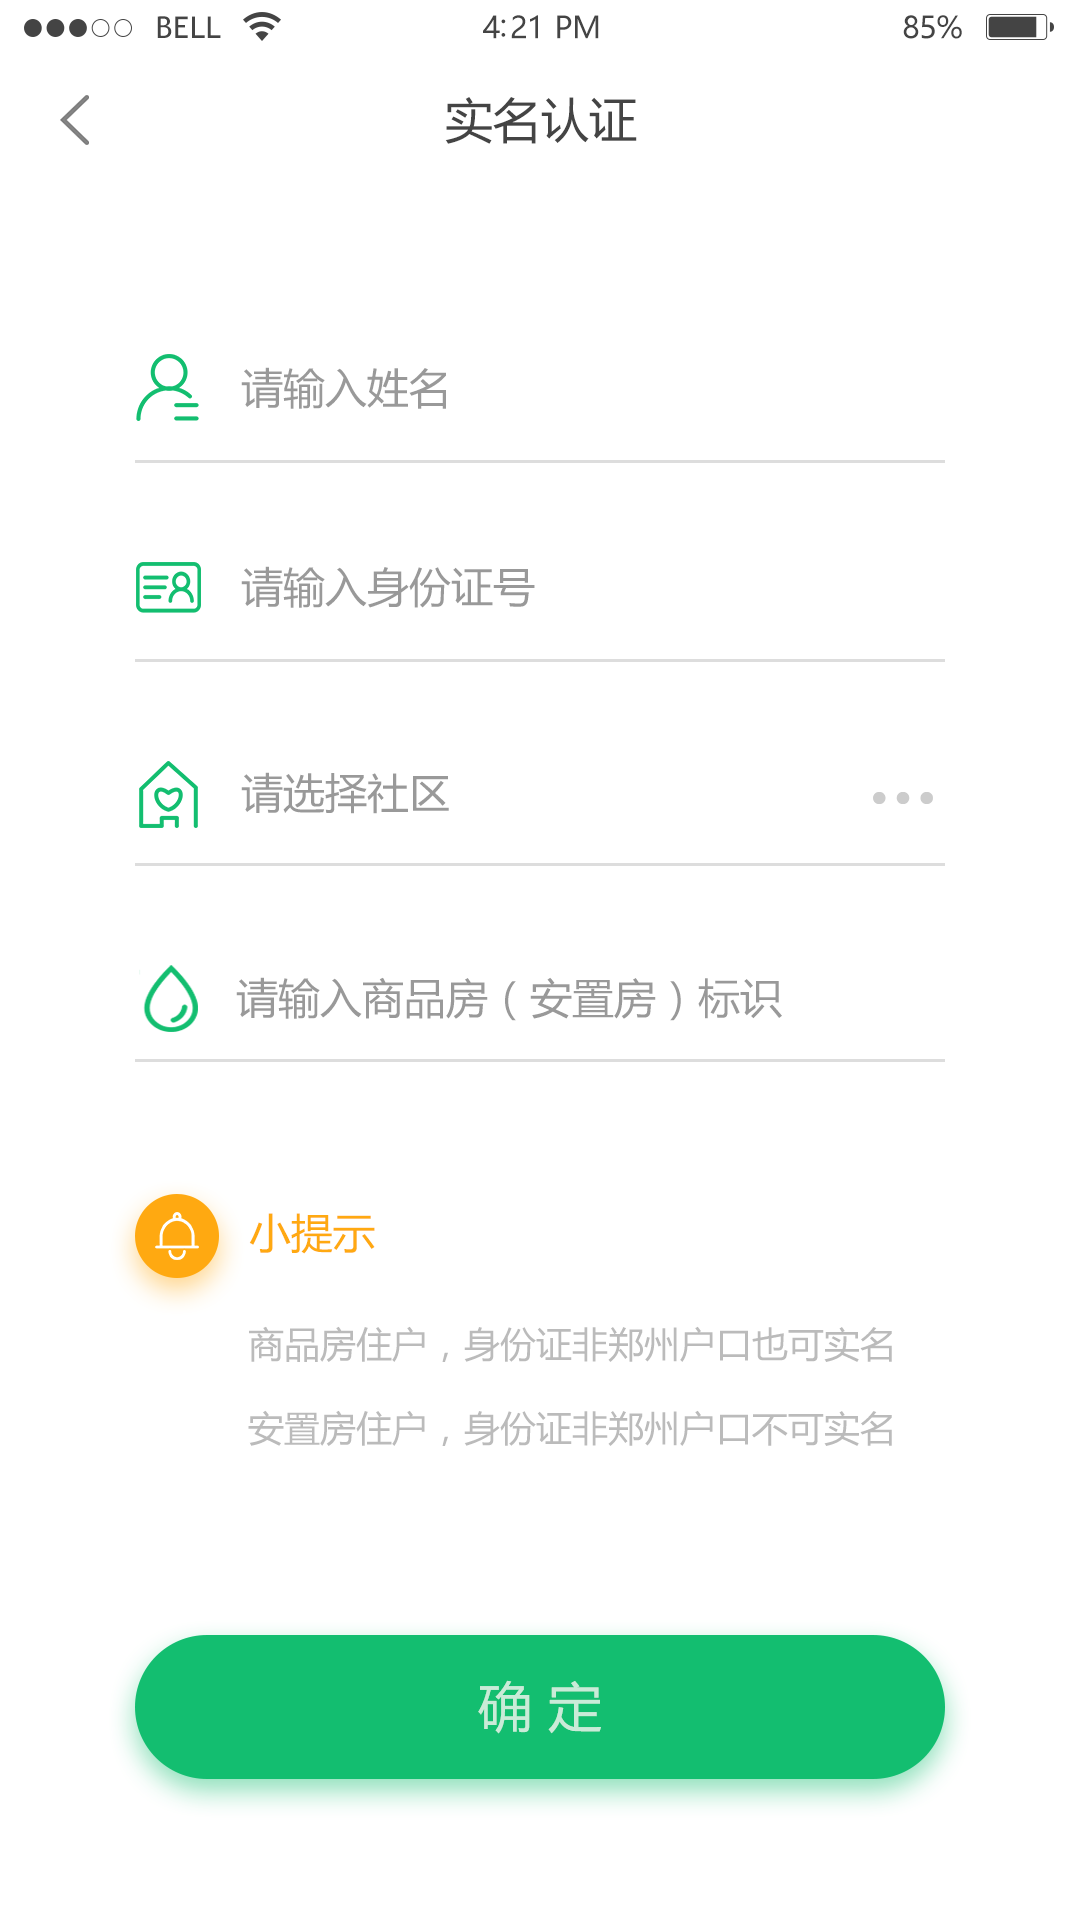 BELL 4:21 PM 85%
实名认证
请输入姓名
请输入身份证号
请选择社区
请输入商品房（安置房）标识
小提示
商品房住户，身份证非郑州户口也可实名
安置房住户，身份证非郑州户口不可实名
确 定